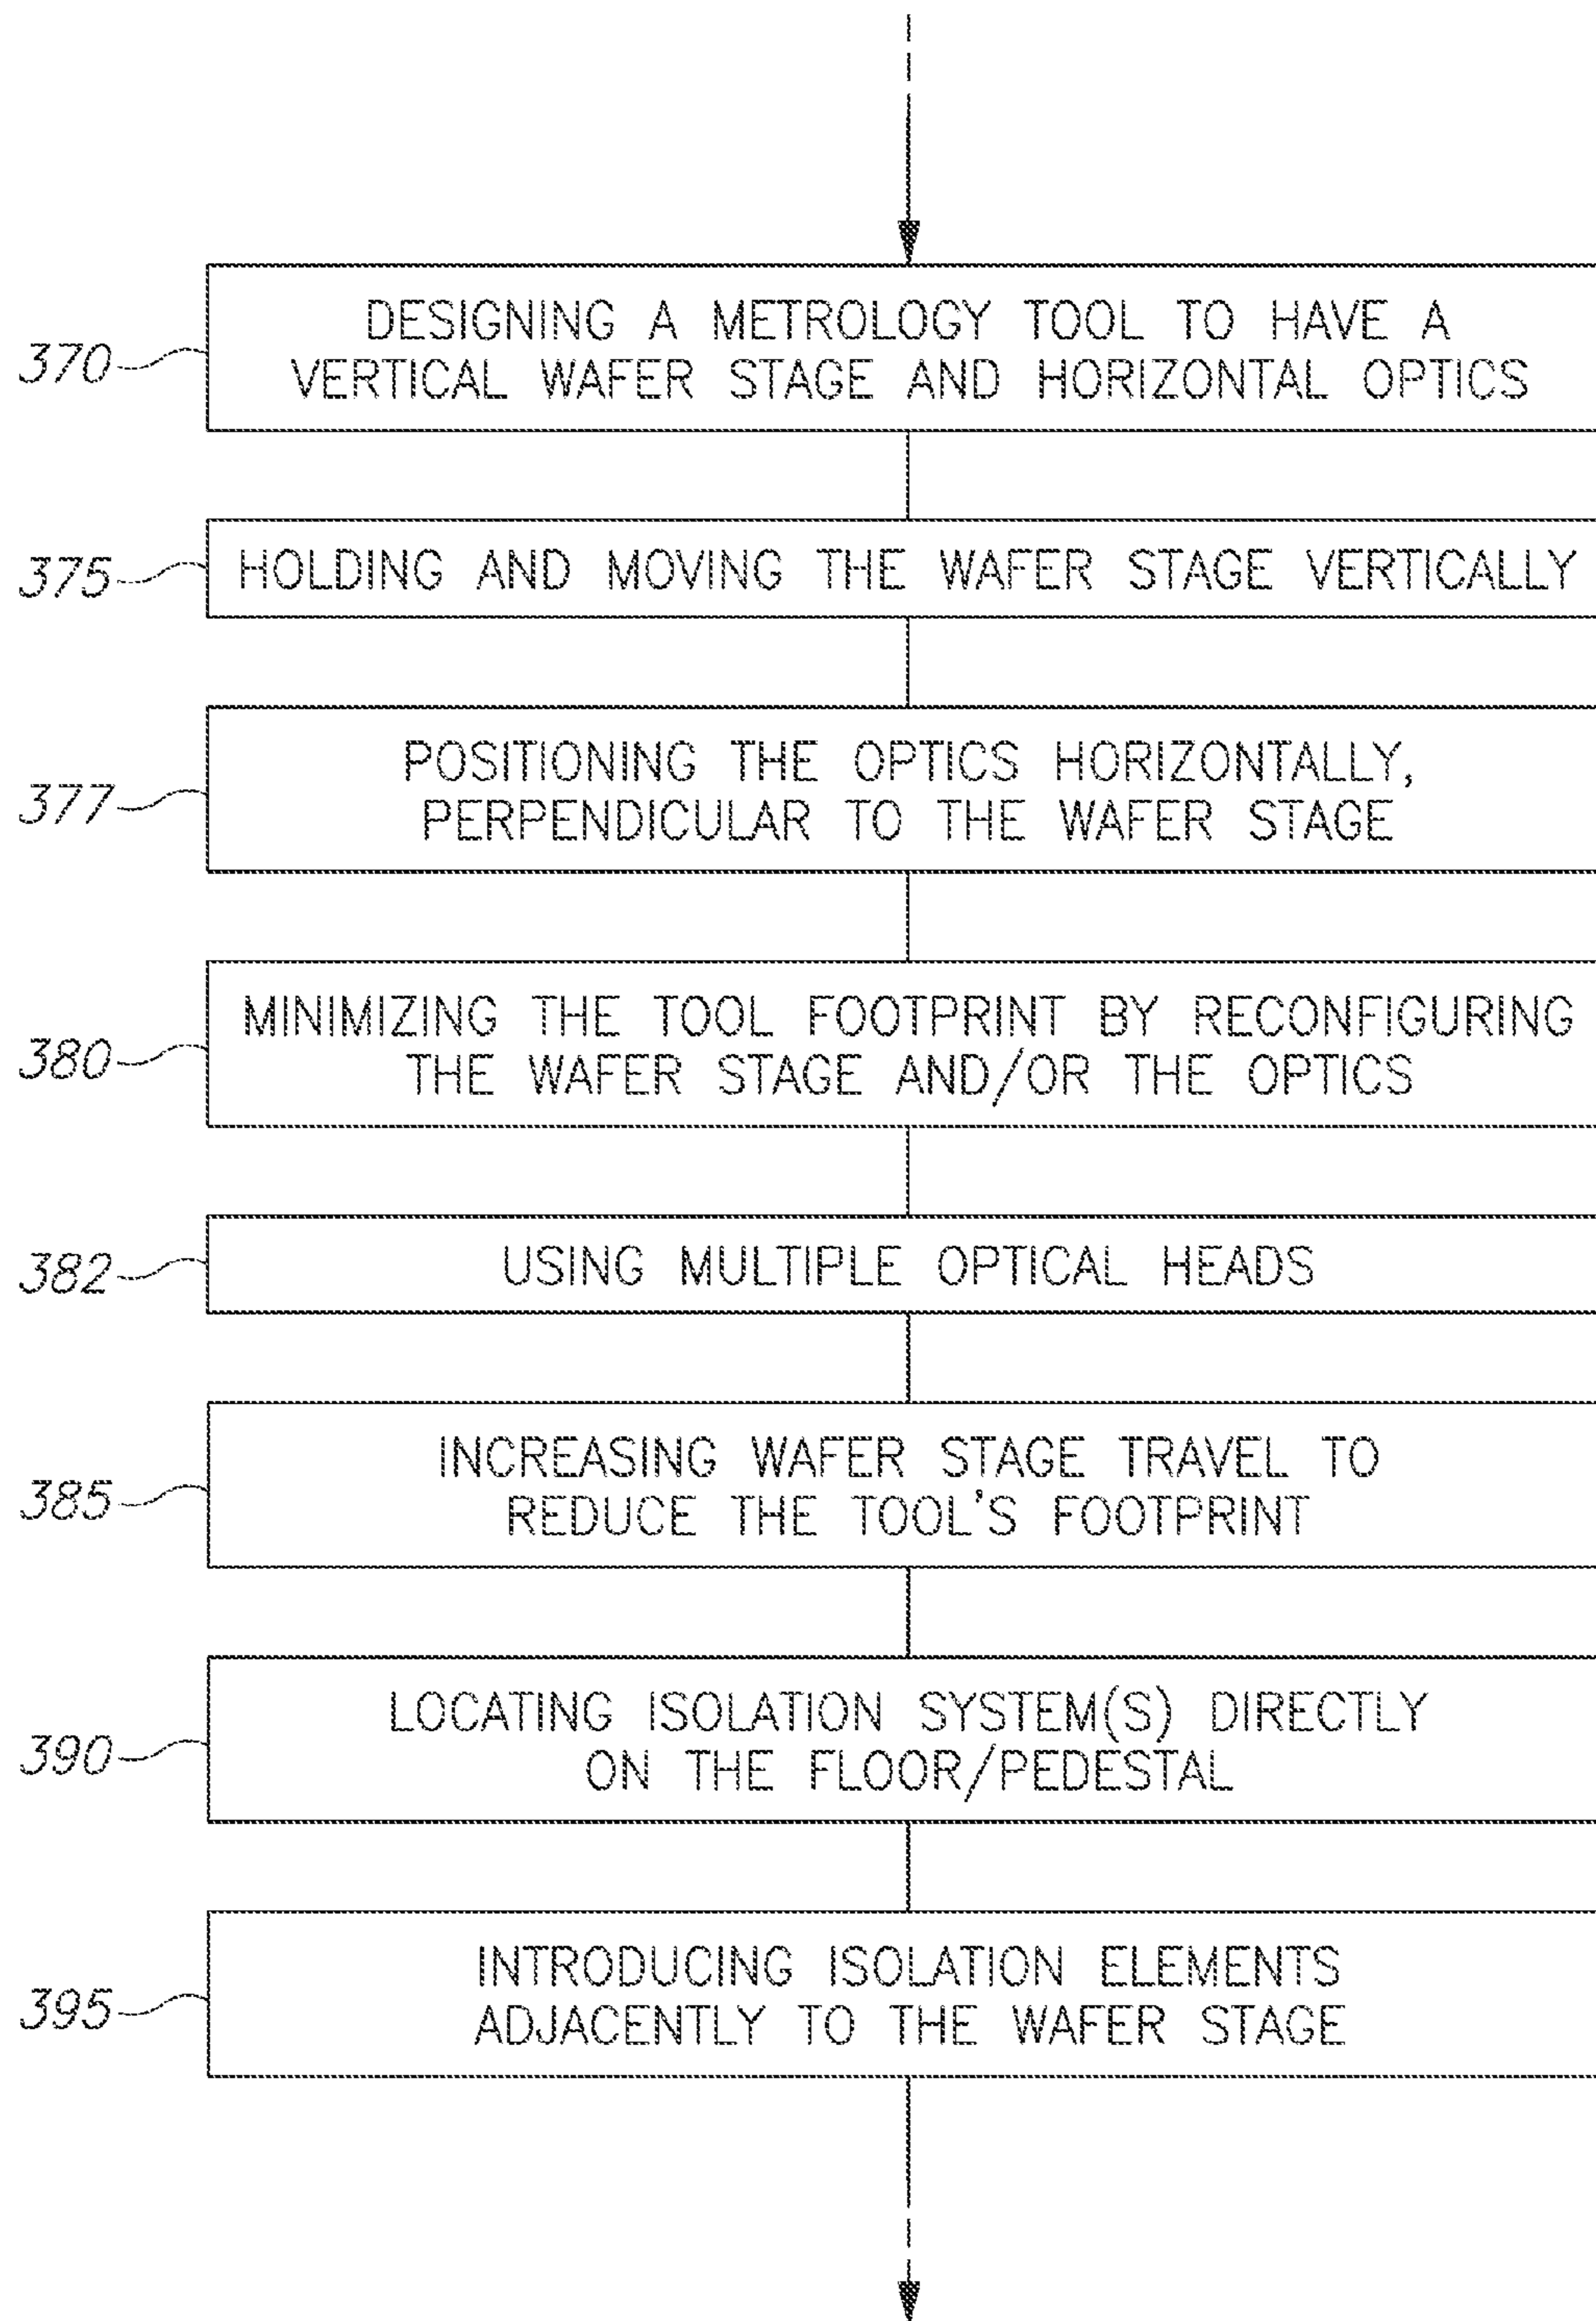 370
DESIGNING A METROLOGY TOOL TO HAVE A
VERTICAL WAFER STAGE AND HORIZONTAL OPTICS
375
HOLDING AND MOVING THE WAFER STAGE VERTICALLY
377
POSITIONING THE OPTICS HORIZONTALLY,
PERPENDICULAR TO THE WAFER STAGE
380
MINIMIZING THE TOOL FOOTPRINT BY RECONFIGURING
THE WAFER STAGE AND/OR THE OPTICS
382
USING MULTIPLE OPTICAL HEADS
385
INCREASING WAFER STAGE TRAVEL TO
REDUCE THE TOOL'S FOOTPRINT
390
LOCATING ISOLATION SYSTEM(S) DIRECTLY
ON THE FLOOR/PEDESTAL
395
INTRODUCING ISOLATION ELEMENTS
ADJACENTLY TO THE WAFER STAGE